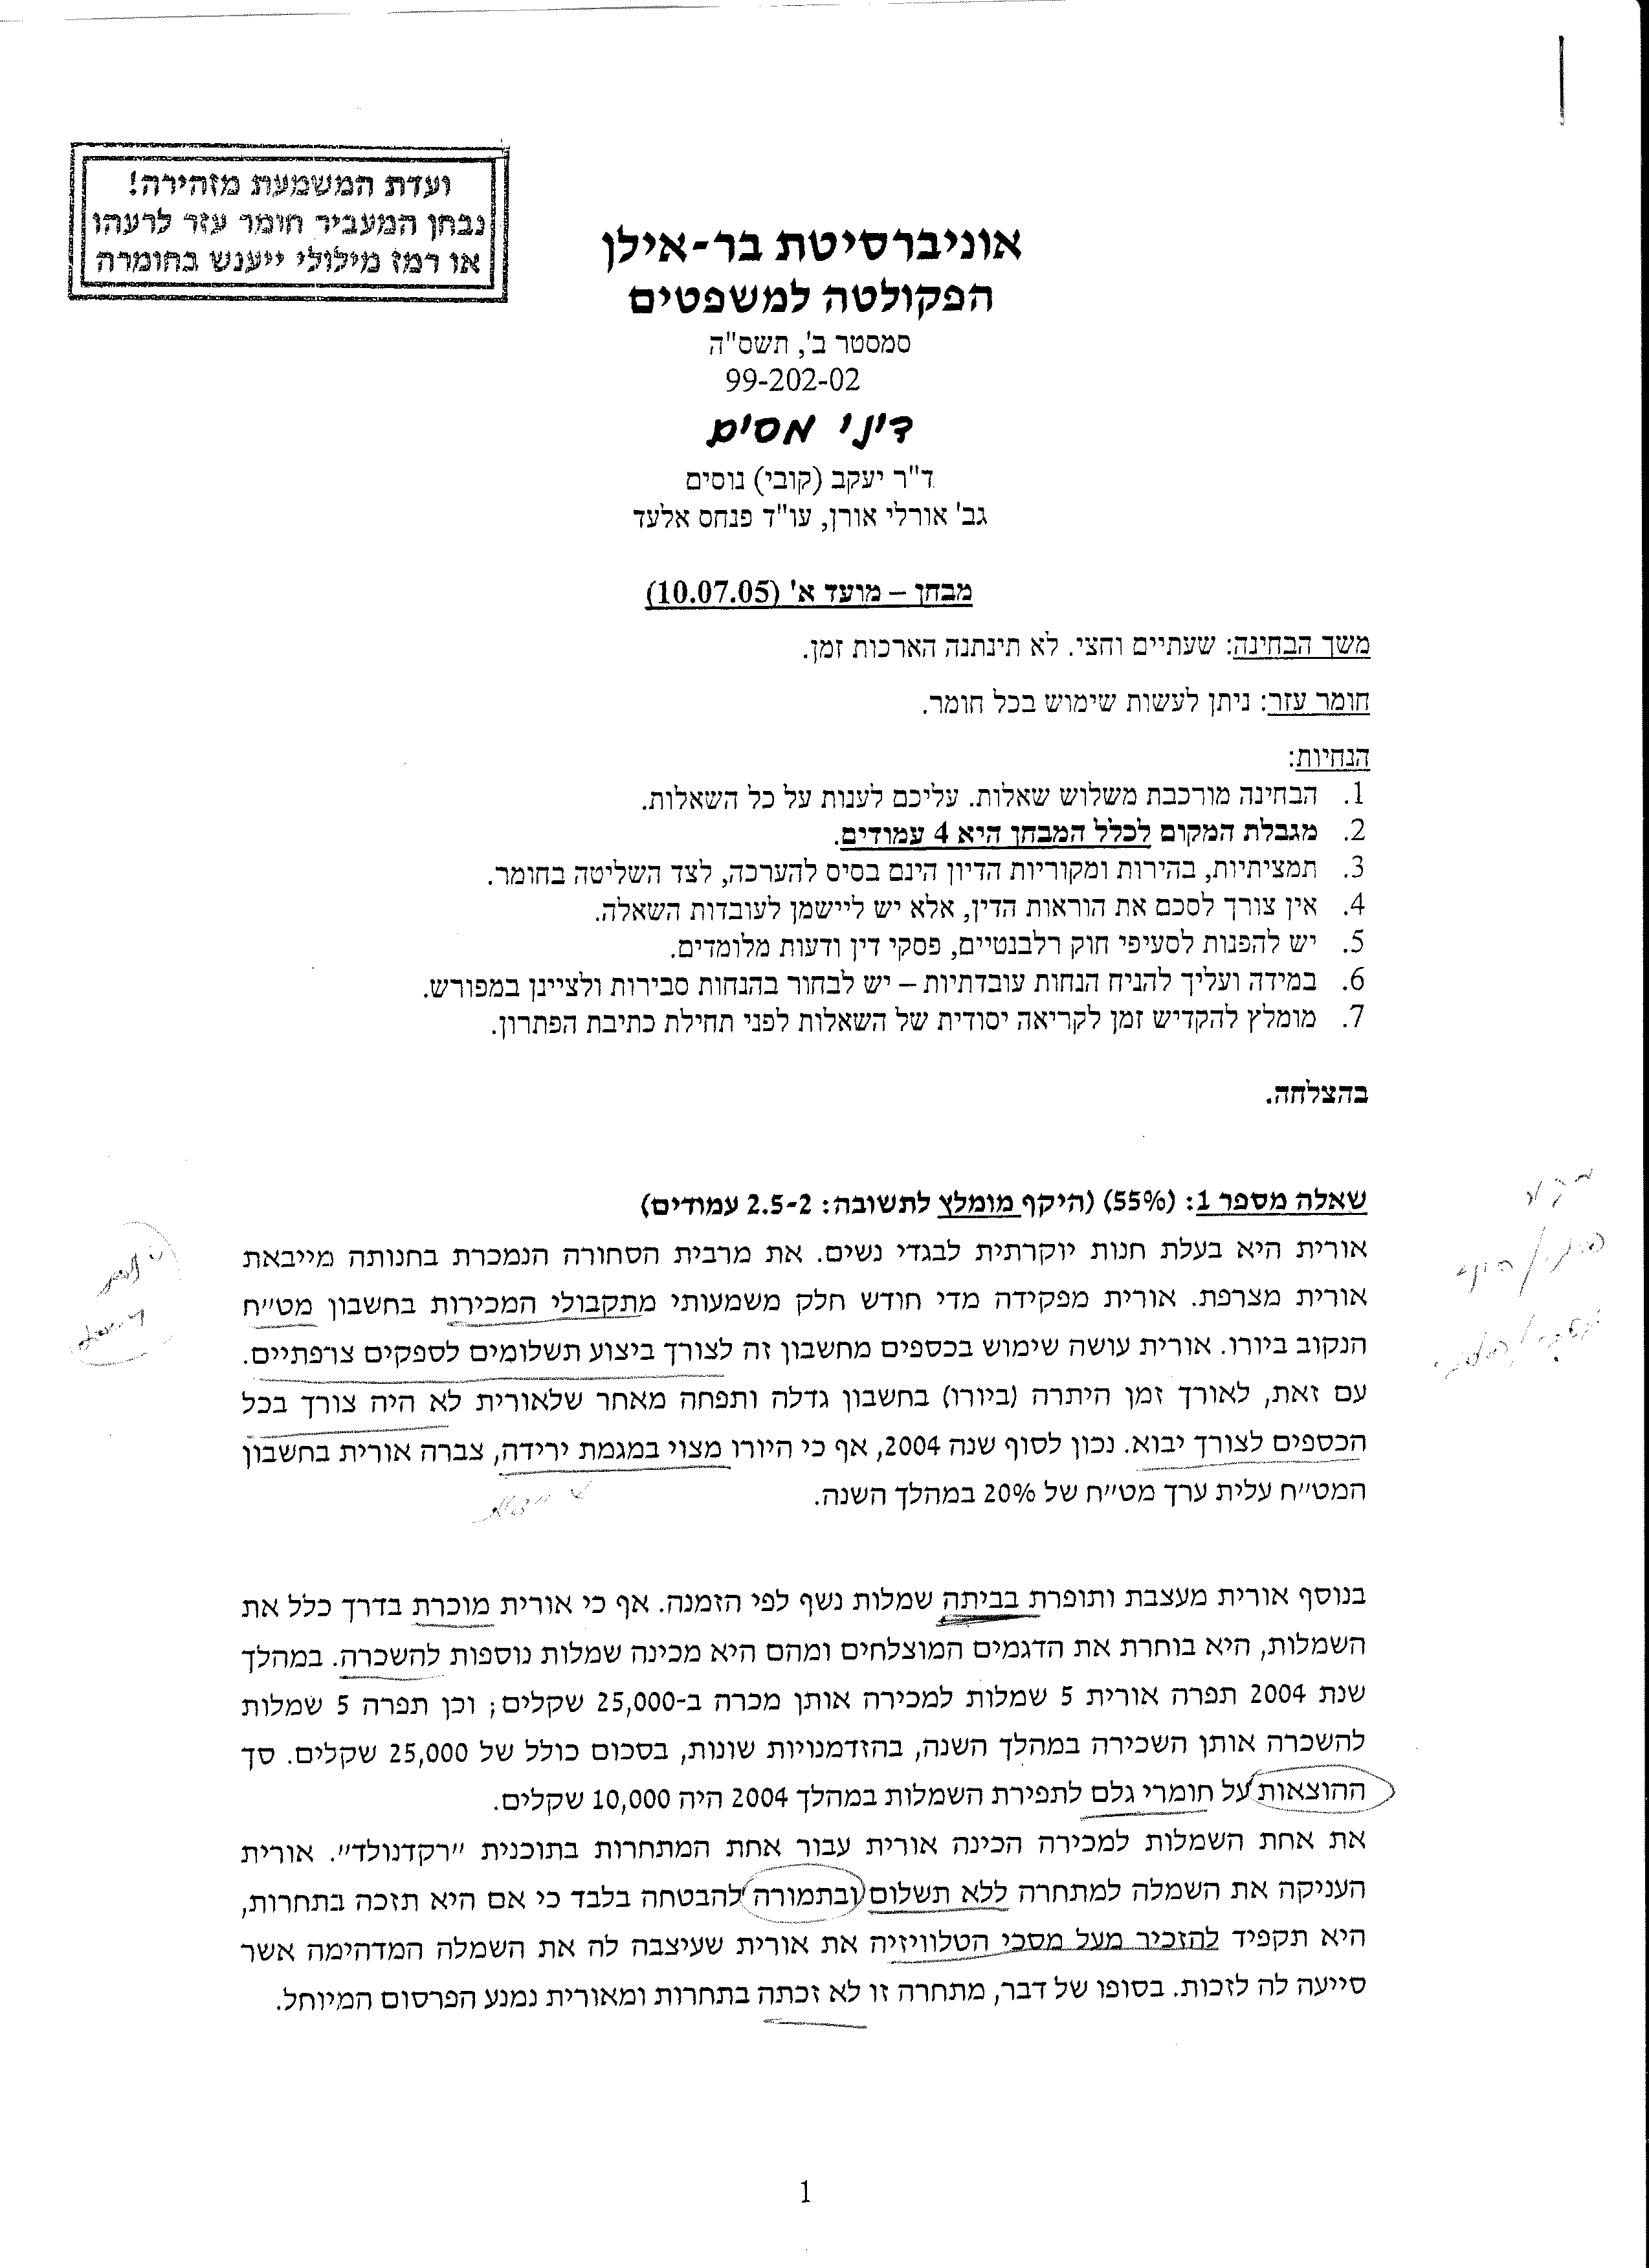 ועדת המשמעת מזהירה!
נבחן המעביר חומר עזר לרעהו
או רמז מילולי ייענש בחומרה
אוניברסיטת בר-אילן
הפקולטה למשפטים
סמסטר ב', תשס"ה
99-202-02
דיני מסים
ד"ר יעקב (קובי) נוסים
גב' אורלי אורן, עו"ד פנחס אלעד
מבחן – מועד א' (10.07.05)
משך הבחינה: שעתיים וחצי. לא תינתנה הארכות זמן.
חומר עזר: ניתן לעשות שימוש בכל חומר.
הנחיות:
1. הבחינה מורכבת משלוש שאלות. עליכם לענות על כל השאלות.
2. מגבלת המקום לכלל המבחן היא 4 עמודים.
3. תמציתיות, בהירות ומקוריות הדיון הינם בסיס להערכה, לצד השליטה בחומר.
4. אין צורך לסכם את הוראות הדין, אלא יש ליישמן לעובדות השאלה.
5. יש להפנות לסעיפי חוק רלבנטיים, פסקי דין ודעות מלומדים.
6. במידה ועליך להניח הנחות עובדתיות – יש לבחור בהנחות סבירות ולציינן במפורש.
7. מומלץ להקדיש זמן לקריאה יסודית של השאלות לפני תחילת כתיבת הפתרון.
בהצלחה.
שאלה מספר 1: (55%) (היקף מומלץ לתשובה: 2.5-2 עמודים)
אורית היא בעלת חנות יוקרתית לבגדי נשים. את מרבית הסחורה הנמכרת בחנותה מייבאת
אורית מצרפת. אורית מפקידה מדי חודש חלק משמעותי מתקבולי המכירות בחשבון מט״ח
הנקוב ביורו. אורית עושה שימוש בכספים מחשבון זה לצורך ביצוע תשלומים לספקים צרפתיים.
עם זאת, לאורך זמן היתרה (ביורו) בחשבון גדלה ותפחה מאחר שלאורית לא היה צורך בכל
הכספים לצורך יבוא. נכון לסוף שנה 2004, אף כי היורו מצוי במגמת ירידה, צברה אורית בחשבון
המט״ח עלית ערך מט״ח של 20% במהלך השנה.
בנוסף אורית מעצבת ותופרת בביתה שמלות נשף לפי הזמנה. אף כי אורית מוכרת בדרך כלל את
השמלות, היא בוחרת את הדגמים המוצלחים ומהם היא מכינה שמלות נוספות להשכרה. במהלך
שנת 2004 תפרה אורית 5 שמלות למכירה אותן מכרה ב-25,000 שקלים; וכן תפרה 5 שמלות
להשכרה אותן השכירה במהלך השנה, בהזדמנויות שונות, בסכום כולל של 25,000 שקלים. סך
ההוצאות על חומרי גלם לתפירת השמלות במהלך 2004 היה 10,000 שקלים.
את אחת השמלות למכירה הכינה אורית עבור אחת המתחרות בתוכנית ״רקדנולד״. אורית
העניקה את השמלה למתחרה ללא תשלום ובתמורה להבטחה בלבד כי אם היא תזכה בתחרות,
היא תקפיד להזכיר מעל מסכי הטלוויזיה את אורית שעיצבה לה את השמלה המדהימה אשר
סייעה לה לזכות. בסופו של דבר, מתחרה זו לא זכתה בתחרות ומאורית נמנע הפרסום המיוחל.
1